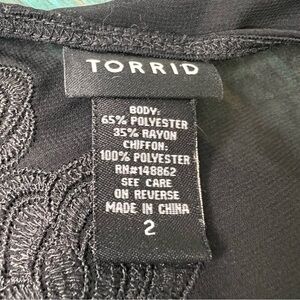 TORRID
BODY:
65% POLYESTER
35% RAYON
CHIFFON:
100% POLYESTER
RN#148862
SEE CARE
ON REVERSE
MADE IN CHINA
2